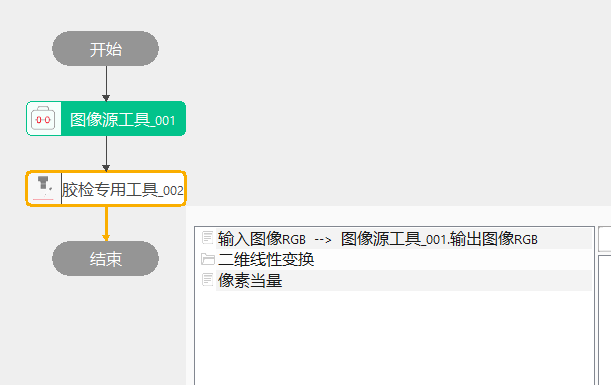 开始
图像源工具_001
胶检专用工具_002
结束
输入图像RGB --> 图像源工具_001.输出图像RGB
二维线性变换
像素当量